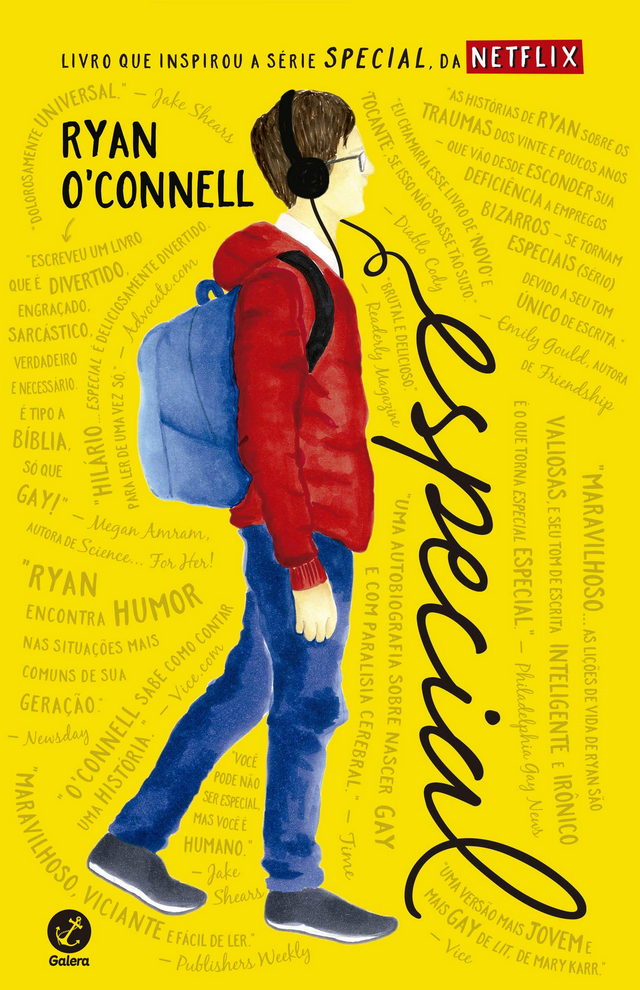 LIVRO QUE INSPIROU A SÉRIE SPECIAL, DA NETFLIX
RYAN
O'CONNELL
especial
"DOLOROSAMENTE UNIVERSAL." – Jake Shears
"ESCREVEU UM LIVRO
QUE É DIVERTIDO,
ENGRAÇADO,
SARCÁSTICO,
VERDADEIRO
E NECESSÁRIO.
É TIPO A
BÍBLIA,
SÓ QUE
GAY!" – Megan Amram,
AUTORA DE Science... For Her!
"HILÁRIO... ESPECIAL É DELICIOSAMENTE DIVERTIDO.
PARA LER DE UMA VEZ SÓ." – Advocate.com
TOCANTE, SE ISSO NÃO SOASSE TÃO SUJO."
"EU CHAMARIA ESSE LIVRO DE NOVO E
– Diablo Cody
"BRUTAL E DELICIOSO."
– Readerly Magazine
"AS HISTÓRIAS DE RYAN SOBRE OS
TRAUMAS DOS VINTE E POUCOS ANOS
– QUE VÃO DESDE ESCONDER SUA
DEFICIÊNCIA A EMPREGOS
BIZARROS – SE TORNAM
ESPECIAIS (SÉRIO)
DEVIDO A SEU TOM
ÚNICO DE ESCRITA."
– Emily Gould, AUTORA
DE Friendship
"MARAVILHOSO... AS LIÇÕES DE VIDA DE RYAN SÃO
VALIOSAS, E SEU TOM DE ESCRITA INTELIGENTE E IRÔNICO
É O QUE TORNA ESPECIAL ESPECIAL." – Philadelphia Gay News
"UMA AUTOBIOGRAFIA SOBRE NASCER GAY
E COM PARALISIA CEREBRAL." – Time
"RYAN
ENCONTRA HUMOR
NAS SITUAÇÕES MAIS
COMUNS DE SUA
GERAÇÃO."
– Newsday
"O'CONNELL SABE COMO CONTAR
UMA HISTÓRIA." – Vice.com
"VOCÊ
PODE NÃO
SER ESPECIAL,
MAS VOCÊ É
HUMANO."
– Jake
Shears
"MARAVILHOSO, VICIANTE E FÁCIL DE LER."
– Publishers Weekly
"UMA VERSÃO MAIS JOVEM E
MAIS GAY DE LIT, DE MARY KARR."
– Vice
Galera